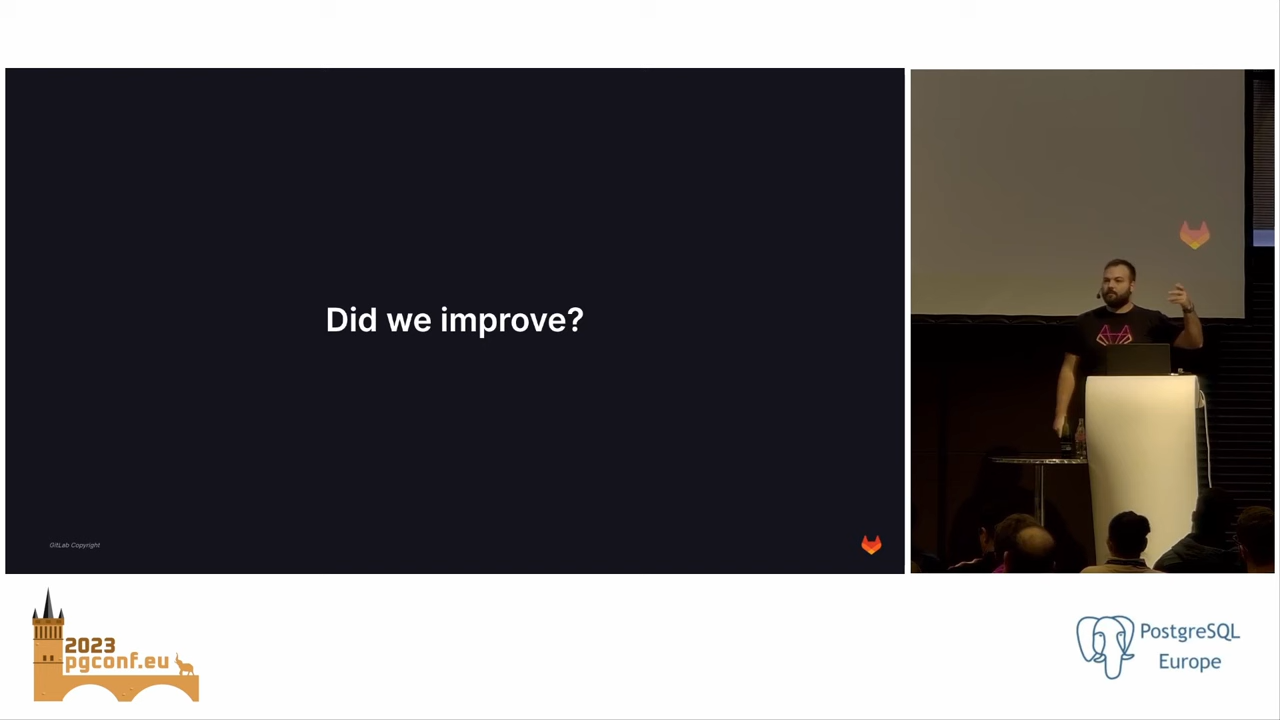 Did we improve?
GitLab Copyright
2023
pgconf.eu
PostgreSQL
Europe